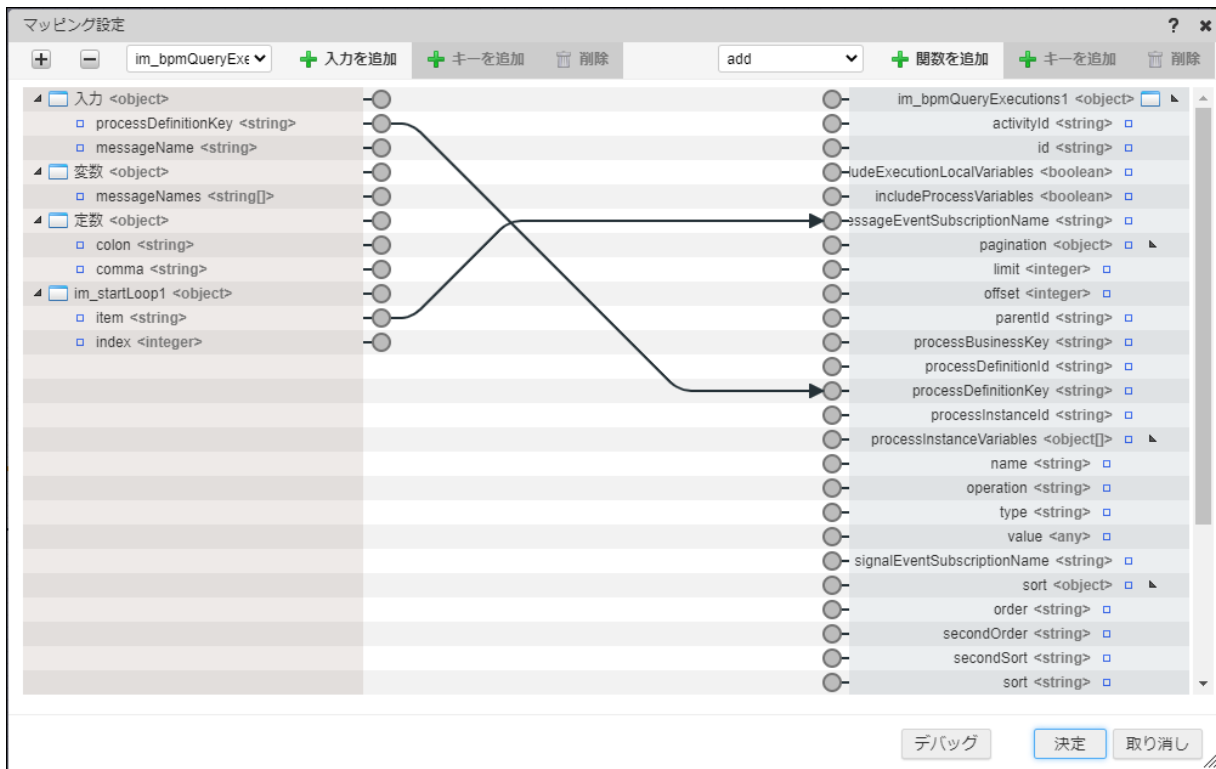 マッピング設定 ?
im_bpmQueryExe 入力を追加 キーを追加 削除 add 関数を追加 キーを追加 削除
入力 <object> im_bpmQueryExecutions1 <object>
processDefinitionKey <string> activityId <string>
messageName <string> id <string>
変数 <object> udeExecutionLocalVariables <boolean>
messageNames <string[]> includeProcessVariables <boolean>
定数 <object> essageEventSubscriptionName <string>
colon <string> pagination <object>
comma <string> limit <integer>
im_startLoop1 <object> offset <integer>
item <string> parentId <string>
index <integer> processBusinessKey <string>
processDefinitionId <string>
processDefinitionKey <string>
processInstanceId <string>
processInstanceVariables <object[]>
name <string>
operation <string>
type <string>
value <any>
signalEventSubscriptionName <string>
sort <object>
order <string>
secondOrder <string>
secondSort <string>
sort <string>
デバッグ 決定 取り消し